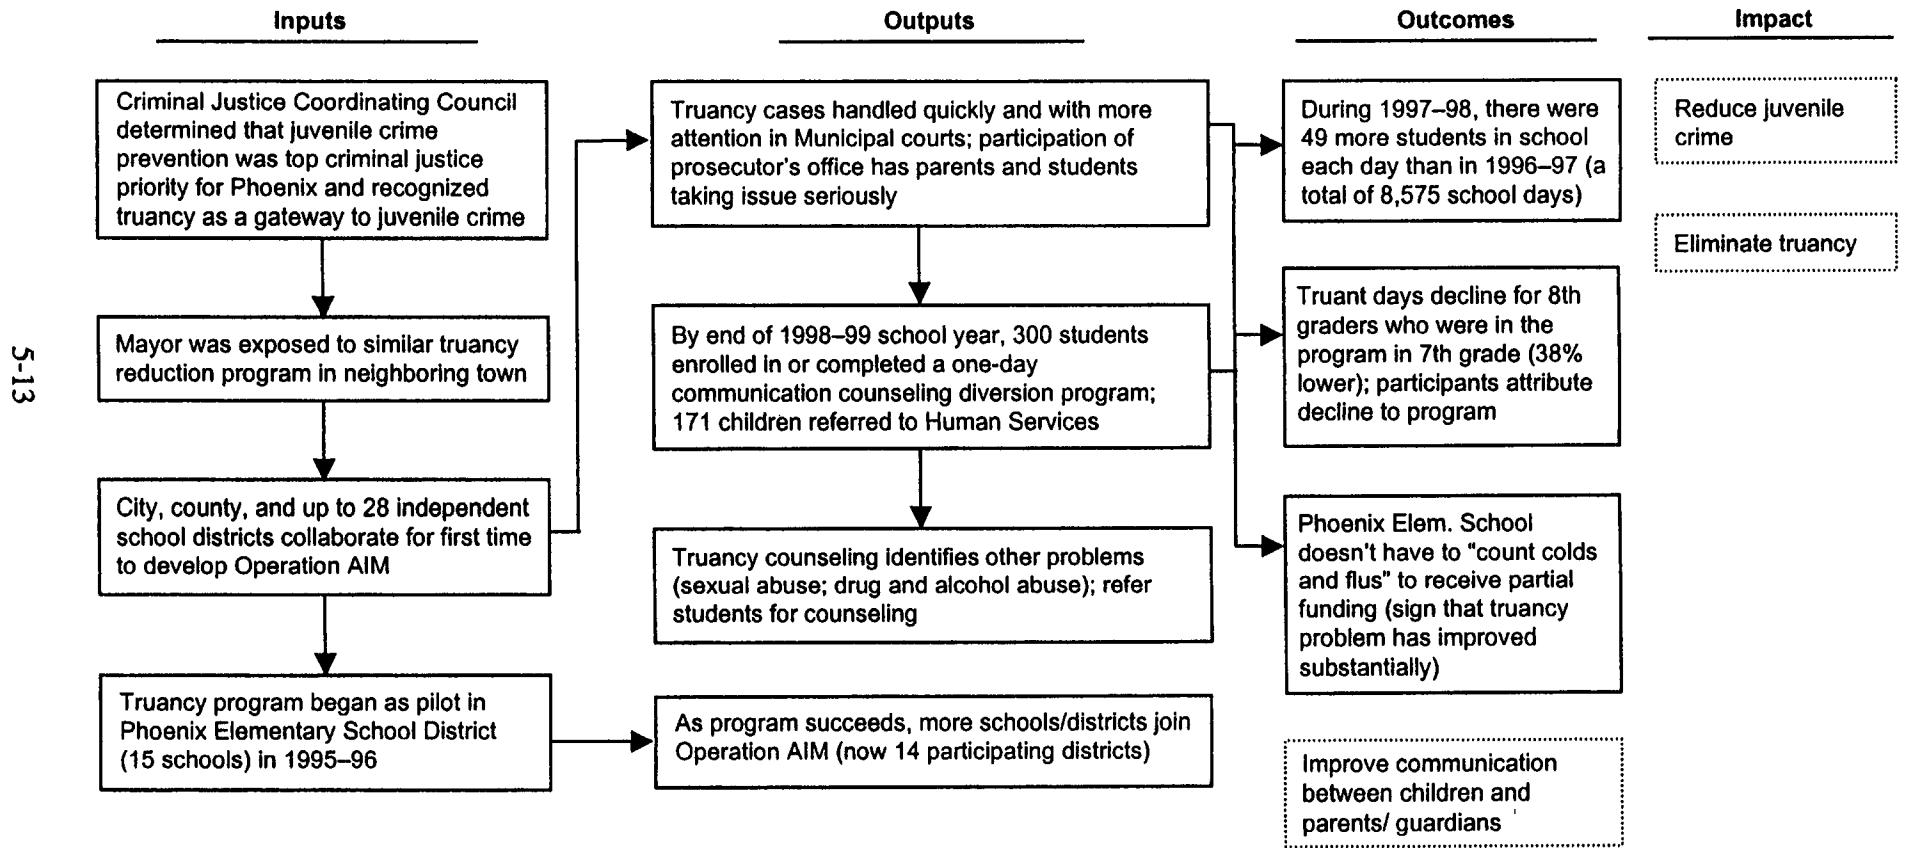 Inputs
Criminal Justice Coordinating Council
determined that juvenile crime
prevention was top criminal justice
priority for Phoenix and recognized
truancy as a gateway to juvenile crime
Mayor was exposed to similar truancy
reduction program in neighboring town
City, county, and up to 28 independent
school districts collaborate for first time
to develop Operation AIM
Truancy program began as pilot in
Phoenix Elementary School District
(15 schools) in 1995–96
Outputs
Truancy cases handled quickly and with more
attention in Municipal courts; participation of
prosecutor's office has parents and students
taking issue seriously
By end of 1998–99 school year, 300 students
enrolled in or completed a one-day
communication counseling diversion program;
171 children referred to Human Services
Truancy counseling identifies other problems
(sexual abuse; drug and alcohol abuse); refer
students for counseling
As program succeeds, more schools/districts join
Operation AIM (now 14 participating districts)
Outcomes
During 1997–98, there were
49 more students in school
each day than in 1996–97 (a
total of 8,575 school days)
Truant days decline for 8th
graders who were in the
program in 7th grade (38%
lower); participants attribute
decline to program
Phoenix Elem. School
doesn't have to "count colds
and flus" to receive partial
funding (sign that truancy
problem has improved
substantially)
Improve communication
between children and
parents/ guardians
Impact
Reduce juvenile
crime
Eliminate truancy
5-13